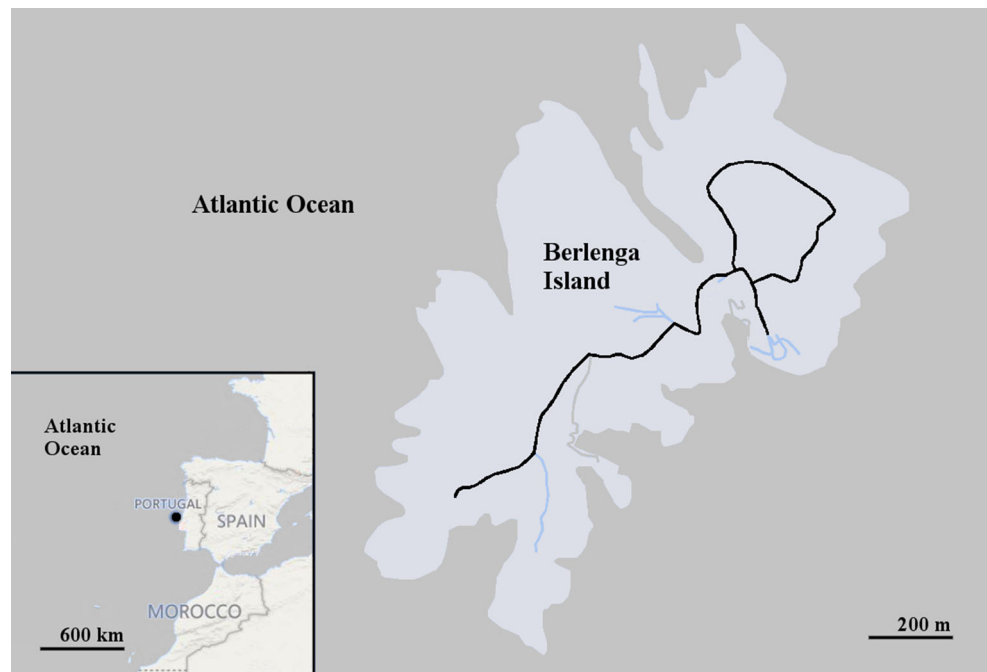 Atlantic Ocean
Berlenga
Island
Atlantic
Ocean
PORTUGAL
SPAIN
MOROCCO
600 km
200 m